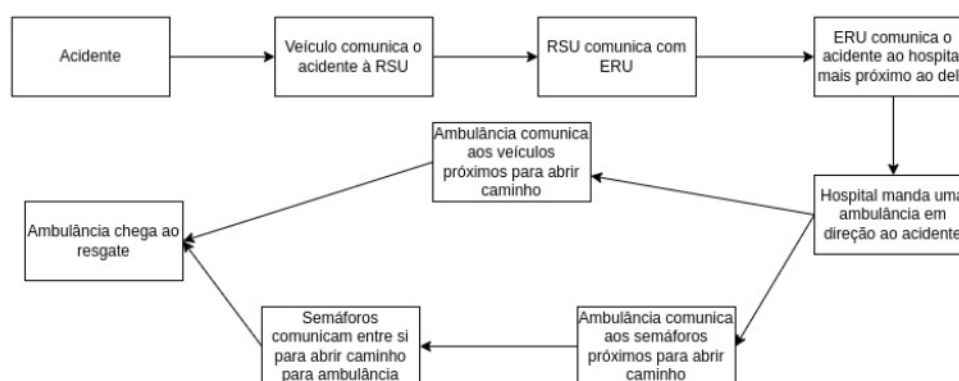 Acidente
Veículo comunica o
acidente à RSU
RSU comunica com
ERU
ERU comunica o
acidente ao hospita
mais próximo ao del
Hospital manda uma
ambulância em
direção ao acidente
Ambulância comunica
aos veículos
próximos para abrir
caminho
Ambulância comunica
aos semáforos
próximos para abrir
caminho
Semáforos
comunicam entre si
para abrir caminho
para ambulância
Ambulância chega ao
resgate